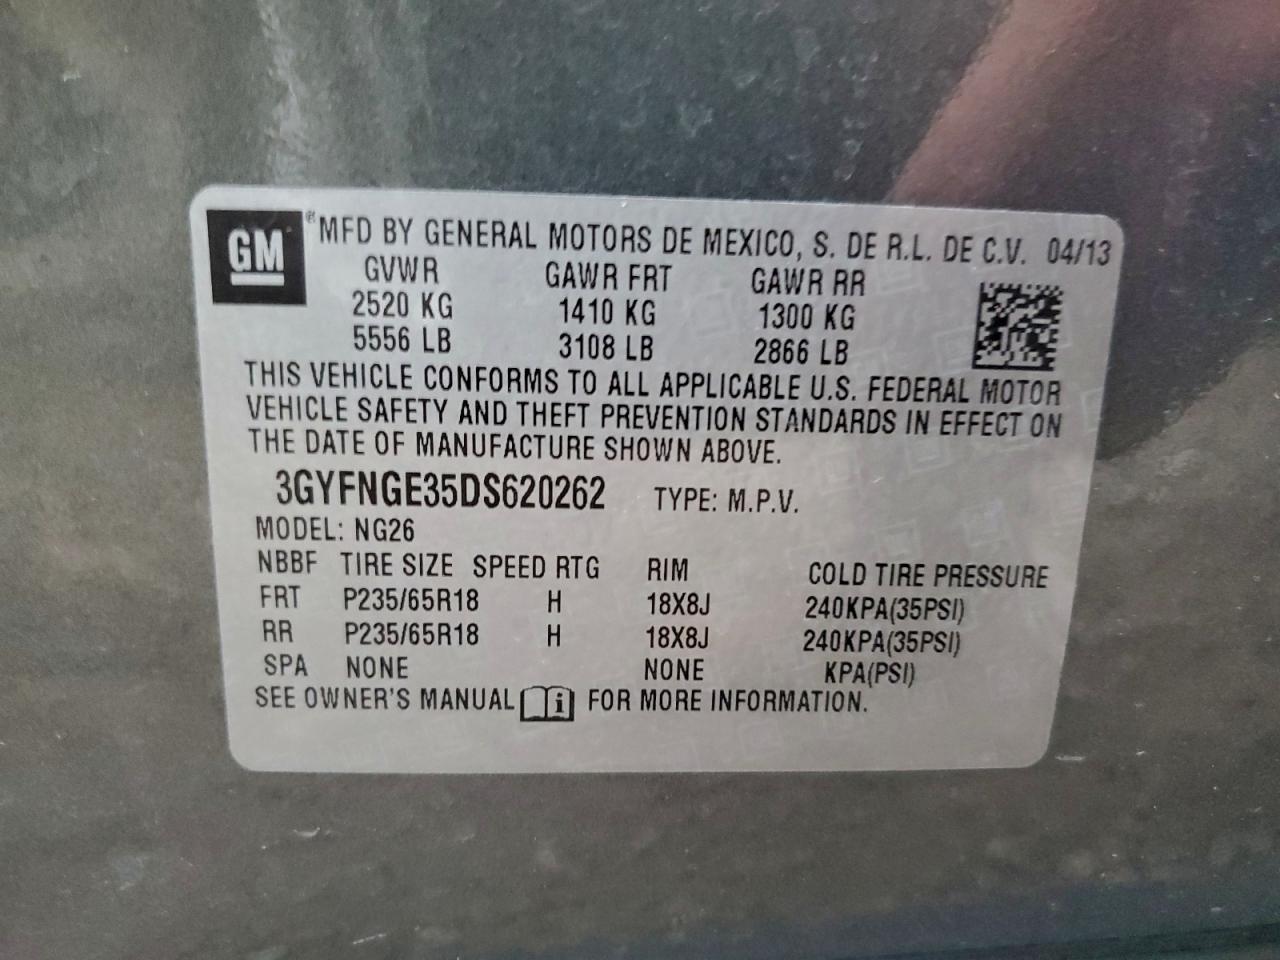 GM ® MFD BY GENERAL MOTORS DE MEXICO, S. DE R.L. DE C.V. 04/13
GVWR GAWR FRT GAWR RR
2520 KG 1410 KG 1300 KG
5556 LB 3108 LB 2866 LB
THIS VEHICLE CONFORMS TO ALL APPLICABLE U.S. FEDERAL MOTOR
VEHICLE SAFETY AND THEFT PREVENTION STANDARDS IN EFFECT ON
THE DATE OF MANUFACTURE SHOWN ABOVE.
3GYFNGE35DS620262 TYPE: M.P.V.
MODEL: NG26
NBBF TIRE SIZE SPEED RTG RIM COLD TIRE PRESSURE
FRT P235/65R18 H 18X8J 240KPA(35PSI)
RR P235/65R18 H 18X8J 240KPA(35PSI)
SPA NONE NONE KPA(PSI)
SEE OWNER'S MANUAL i FOR MORE INFORMATION.